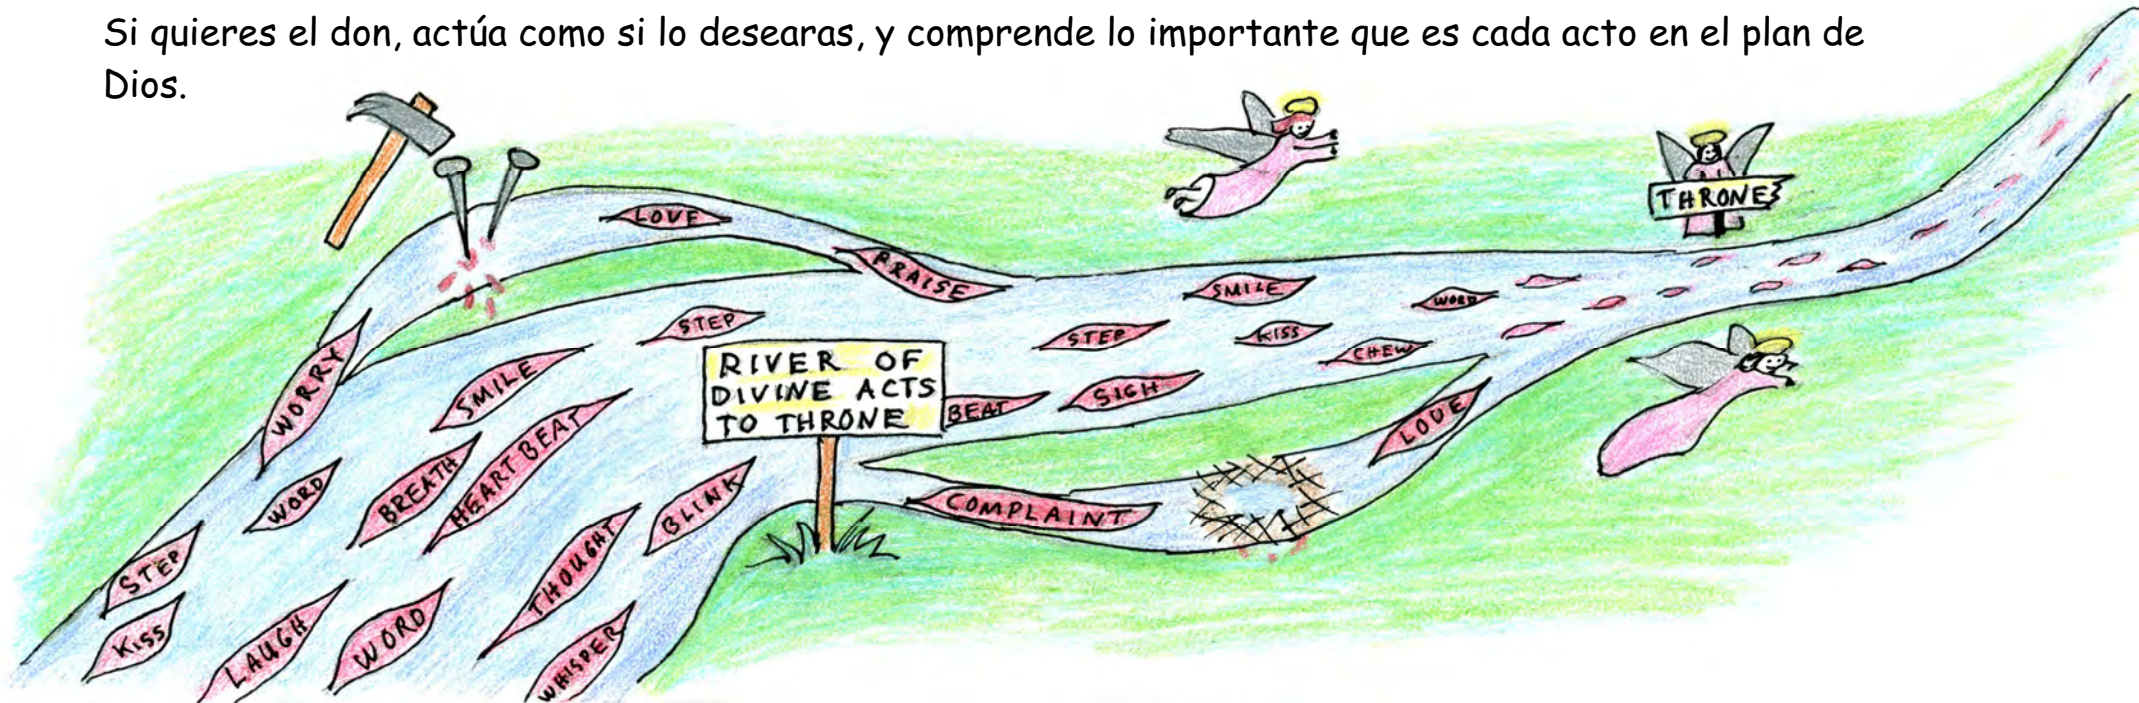 Si quieres el don, actúa como si lo desearas, y comprende lo importante que es cada acto en el plan de
Dios.
THRONE
LOVE
PRAISE
SMILE
WORD
STEP
STEP
KISS
CHEW
WORRY
SMILE
RIVER OF
DIVINE ACTS
TO THRONE
BEAT
SIGH
LOVE
HEART BEAT
BREATH
WORD
BLINK
COMPLAINT
STEP
THOUGHT
KISS
LAUGH
WORD
WHISPER